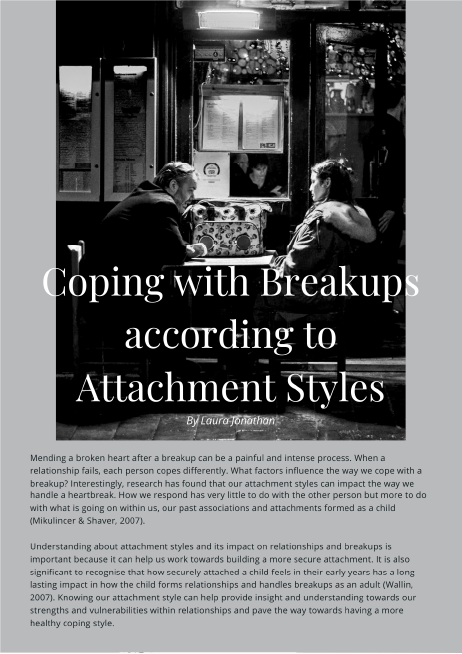 Coping with Breakups
according to
Attachment Styles
By Laura Jonathan
Mending a broken heart after a breakup can be a painful and intense process. When a
relationship fails, each person copes differently. What factors influence the way we cope with a
breakup? Interestingly, research has found that our attachment styles can impact the way we
handle a heartbreak. How we respond has very little to do with the other person but more to do
with what is going on within us, our past associations and attachments formed as a child
(Mikulincer & Shaver, 2007).
Understanding about attachment styles and its impact on relationships and breakups is
important because it can help us work towards building a more secure attachment. It is also
significant to recognise that how securely attached a child feels in their early years has a long
lasting impact in how the child forms relationships and handles breakups as an adult (Wallin,
2007). Knowing our attachment style can help provide insight and understanding towards our
strengths and vulnerabilities within relationships and pave the way towards having a more
healthy coping style.